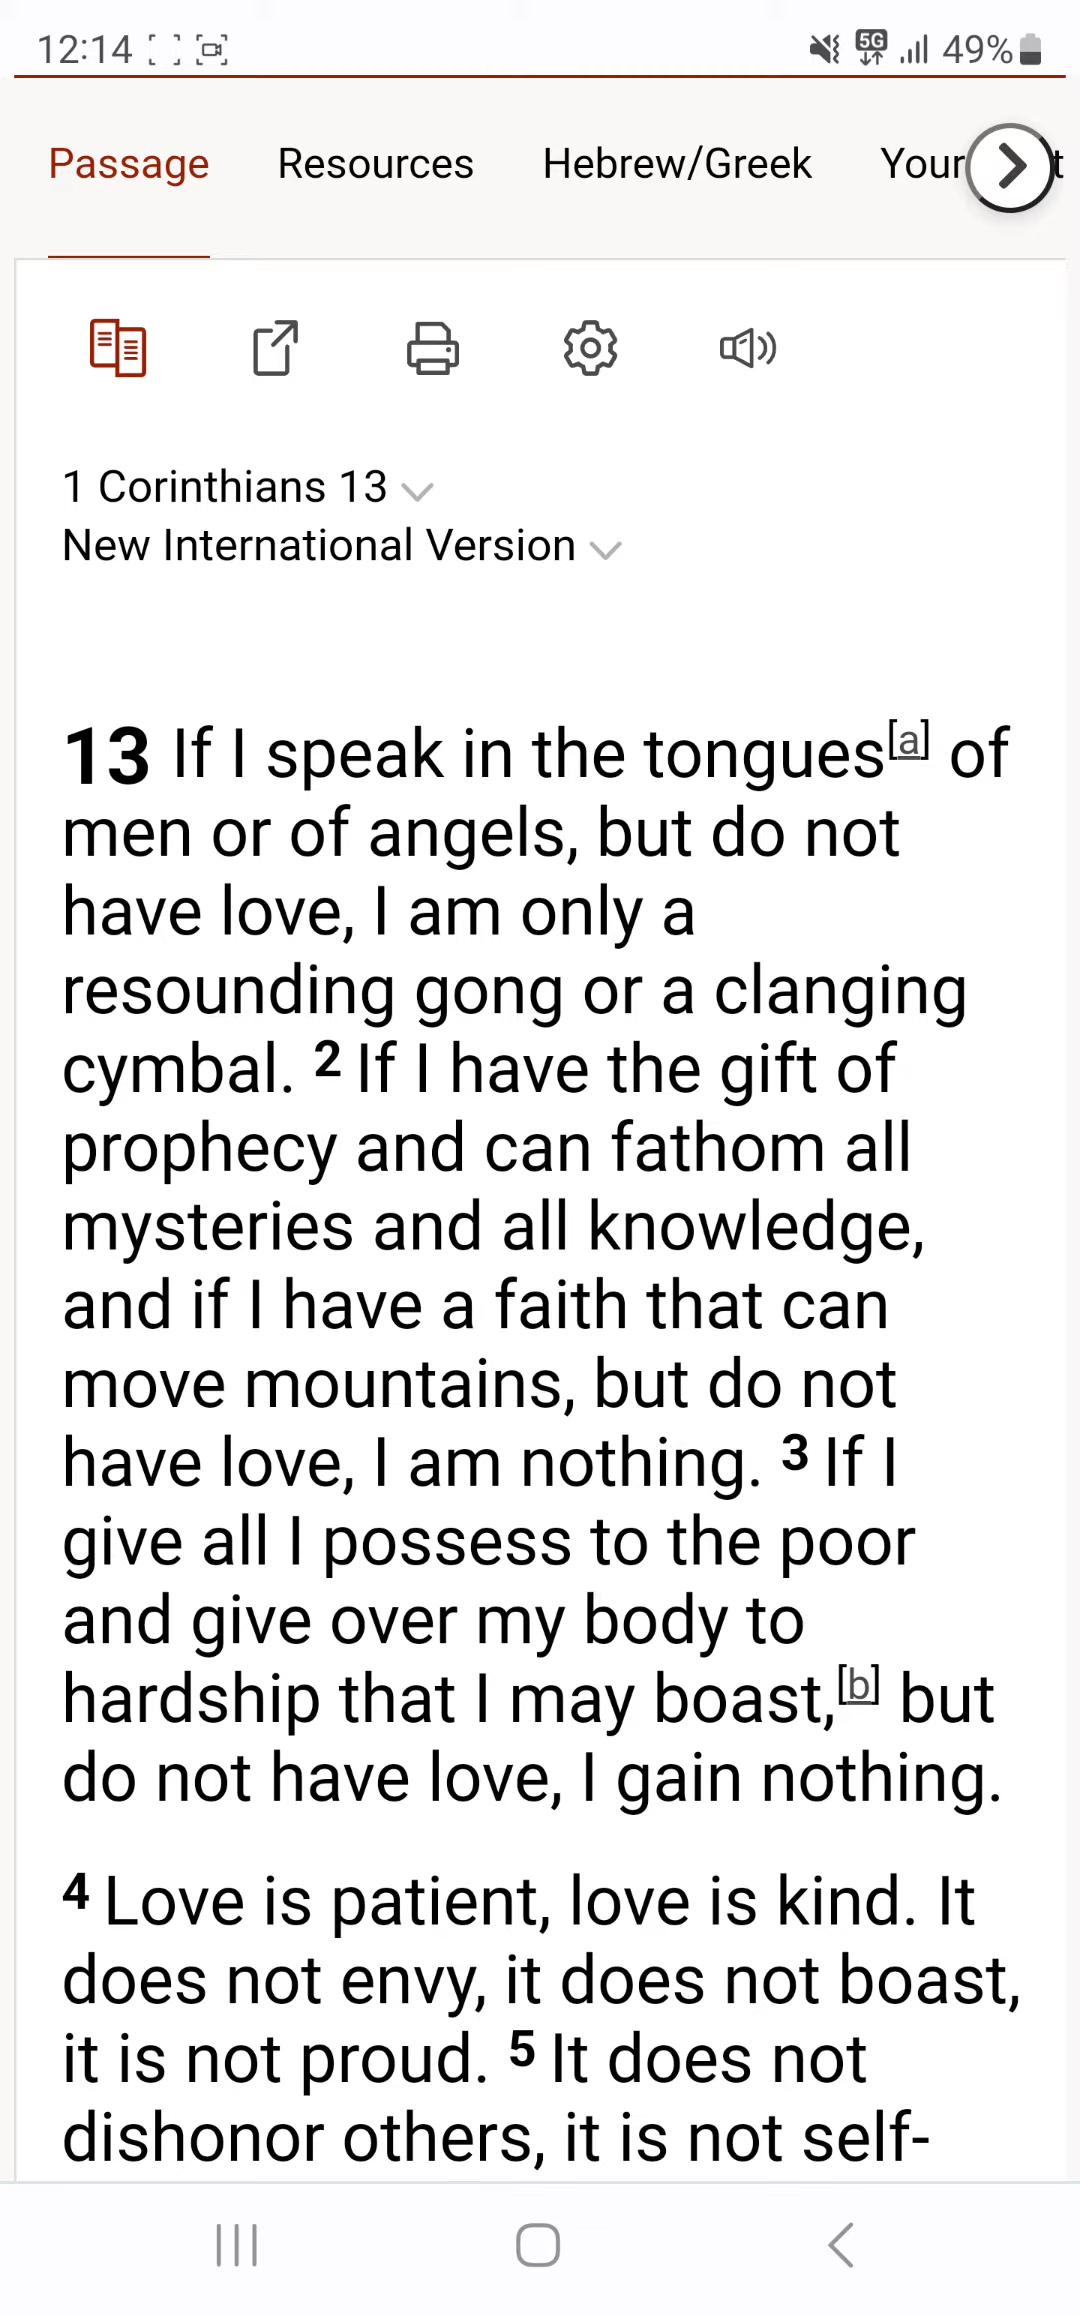 12:14 5G 49%
Passage Resources Hebrew/Greek Your t
1 Corinthians 13
New International Version
13 If I speak in the tongues[a] of
men or of angels, but do not
have love, I am only a
resounding gong or a clanging
cymbal. 2 If I have the gift of
prophecy and can fathom all
mysteries and all knowledge,
and if I have a faith that can
move mountains, but do not
have love, I am nothing. 3 If I
give all I possess to the poor
and give over my body to
hardship that I may boast,[b] but
do not have love, I gain nothing.
4 Love is patient, love is kind. It
does not envy, it does not boast,
it is not proud. 5 It does not
dishonor others, it is not self-